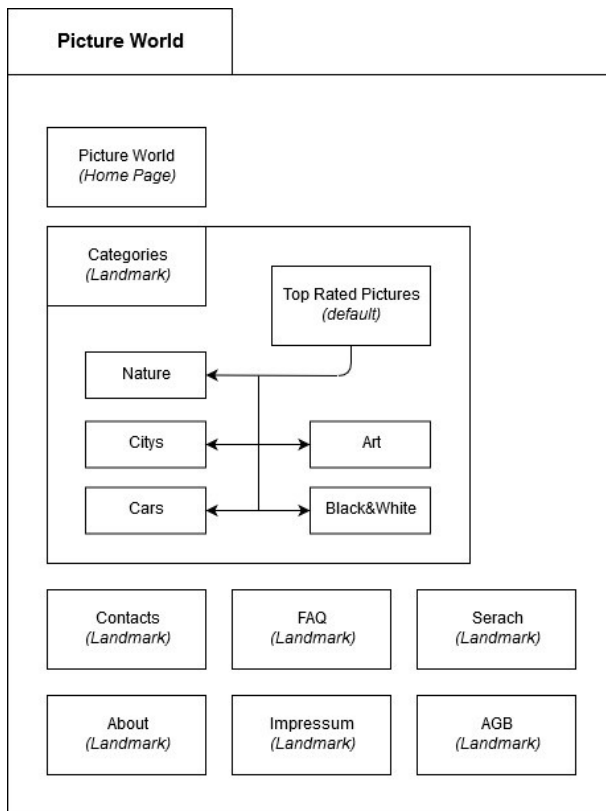 Picture World
Picture World
(Home Page)
Categories
(Landmark)
Top Rated Pictures
(default)
Nature
Citys
Art
Cars
Black&White
Contacts
(Landmark)
FAQ
(Landmark)
Serach
(Landmark)
About
(Landmark)
Impressum
(Landmark)
AGB
(Landmark)